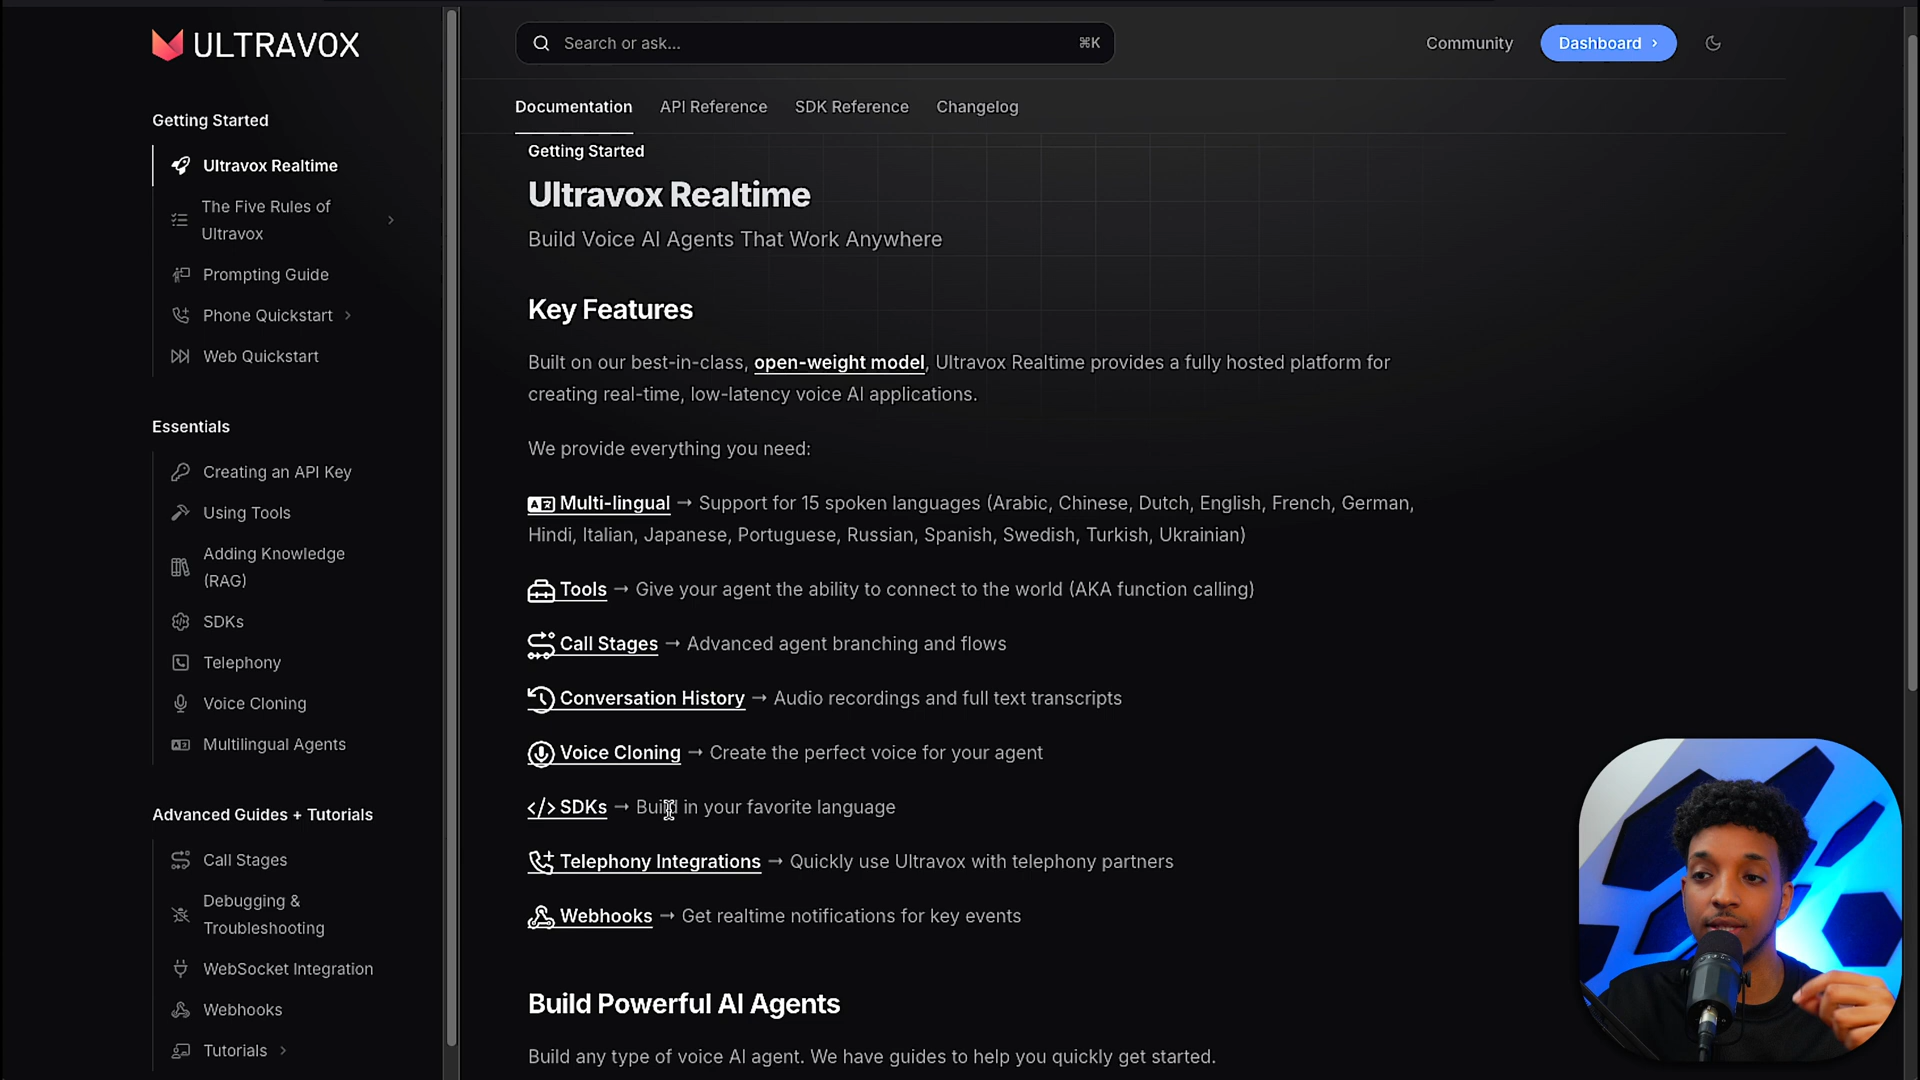 ULTRAVOX
Search or ask...
⌘K
Community
Dashboard
Documentation
API Reference
SDK Reference
Changelog
Getting Started
Ultravox Realtime
The Five Rules of
Ultravox
Prompting Guide
Phone Quickstart
Web Quickstart
Essentials
Creating an API Key
Using Tools
Adding Knowledge
(RAG)
SDKs
Telephony
Voice Cloning
Multilingual Agents
Advanced Guides + Tutorials
Call Stages
Debugging &
Troubleshooting
WebSocket Integration
Webhooks
Tutorials
Getting Started
Ultravox Realtime
Build Voice AI Agents That Work Anywhere
Key Features
Built on our best-in-class, open-weight model, Ultravox Realtime provides a fully hosted platform for
creating real-time, low-latency voice AI applications.
We provide everything you need:
Multi-lingual → Support for 15 spoken languages (Arabic, Chinese, Dutch, English, French, German,
Hindi, Italian, Japanese, Portuguese, Russian, Spanish, Swedish, Turkish, Ukrainian)
Tools → Give your agent the ability to connect to the world (AKA function calling)
Call Stages → Advanced agent branching and flows
Conversation History → Audio recordings and full text transcripts
Voice Cloning → Create the perfect voice for your agent
SDKs → Build in your favorite language
Telephony Integrations → Quickly use Ultravox with telephony partners
Webhooks → Get realtime notifications for key events
Build Powerful AI Agents
Build any type of voice AI agent. We have guides to help you quickly get started.